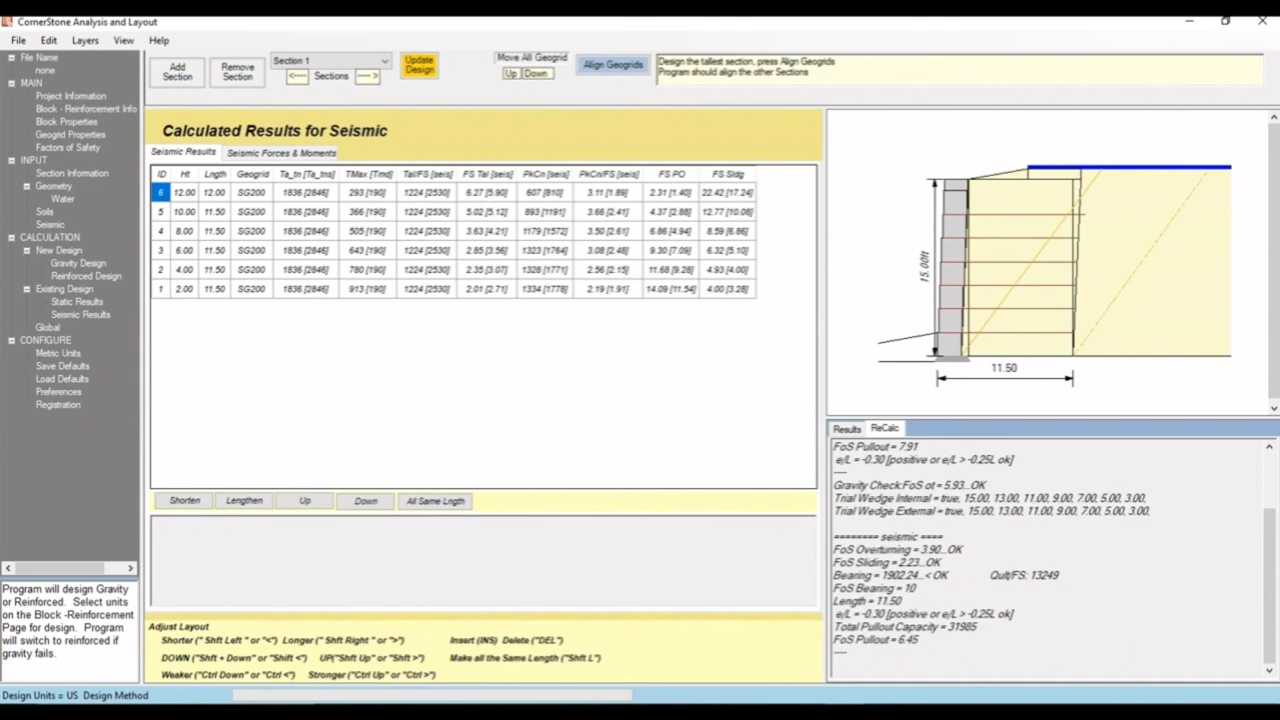 CornerStone Analysis and Layout
File Edit Layers View Help
File Name
none
MAIN
Project Information
Block - Reinforcement Info
Block Properties
Geogrid Properties
Factors of Safety
INPUT
Section Information
Geometry
Water
Soils
Seismic
CALCULATION
New Design
Gravity Design
Reinforced Design
Existing Design
Static Results
Seismic Results
Global
CONFIGURE
Metric Units
Save Defaults
Load Defaults
Preferences
Registration
Program will design Gravity
or Reinforced. Select units
on the Block -Reinforcement
Page for design. Program
will switch to reinforced if
gravity fails.
Add
Section
Remove
Section
Section 1
<---- Sections ---- >
Update
Design
Move All Geogrid
Up Down
Align Geogrids
Design the tallest section, press Align Geogrids
Program should align the other Sections
Calculated Results for Seismic
Seismic Results Seismic Forces & Moments
ID Ht Lngth Geogrid Ta_tn [Ta_tns] TMax [Tmd] Tal/FS [seis] FS Tal [seis] PkCn [seis] PkCn/FS [seis] FS PO FS Sldg
6 12.00 12.00 SG200 1836 [2846] 293 [190] 1224 [2530] 6.27 [5.90] 607 [810] 3.11 [1.89] 2.31 [1.40] 22.42 [17.24]
5 10.00 11.50 SG200 1836 [2846] 366 [190] 1224 [2530] 5.02 [5.12] 893 [1191] 3.66 [2.41] 4.37 [2.88] 12.77 [10.08]
4 8.00 11.50 SG200 1836 [2846] 505 [190] 1224 [2530] 3.63 [4.21] 1179 [1572] 3.50 [2.61] 6.86 [4.94] 8.59 [6.86]
3 6.00 11.50 SG200 1836 [2846] 643 [190] 1224 [2530] 2.85 [3.56] 1323 [1764] 3.08 [2.48] 9.30 [7.09] 6.32 [5.10]
2 4.00 11.50 SG200 1836 [2846] 780 [190] 1224 [2530] 2.35 [3.07] 1328 [1771] 2.56 [2.15] 11.68 [9.28] 4.93 [4.00]
1 2.00 11.50 SG200 1836 [2846] 913 [190] 1224 [2530] 2.01 [2.71] 1334 [1778] 2.19 [1.91] 14.09 [11.54] 4.00 [3.28]
Shorten Lengthen Up Down All Same Lngth
Adjust Layout
Shorter (" Shft Left " or "<") Longer (" Shft Right " or ">") Insert (INS) Delete ("DEL")
DOWN ("Shft + Down" or "Shift <") UP("Shft Up" or "Shft >") Make all the Same Length ("Shft L")
Weaker ("Ctrl Down" or "Ctrl <") Stronger ("Ctrl Up" or "Ctrl >")
15.00ft
11.50
Results ReCalc
FoS Pullout = 7.91
e/L = -0.30 [positive or e/L > -0.25L ok]
----
Gravity Check:FoS ot = 5.93...OK
Trial Wedge Internal = true, 15.00, 13.00, 11.00, 9.00, 7.00, 5.00, 3.00,
Trial Wedge External = true, 15.00, 13.00, 11.00, 9.00, 7.00, 5.00, 3.00,
======== seismic ====
FoS Overturning = 3.90...OK
FoS Sliding = 2.23...OK
Bearing = 1902.24...< OK Qult/FS: 13249
FoS Bearing = 10
Length = 11.50
e/L = -0.30 [positive or e/L > -0.25L ok]
Total Pullout Capacity = 31985
FoS Pullout = 6.45
----
Design Units = US Design Method